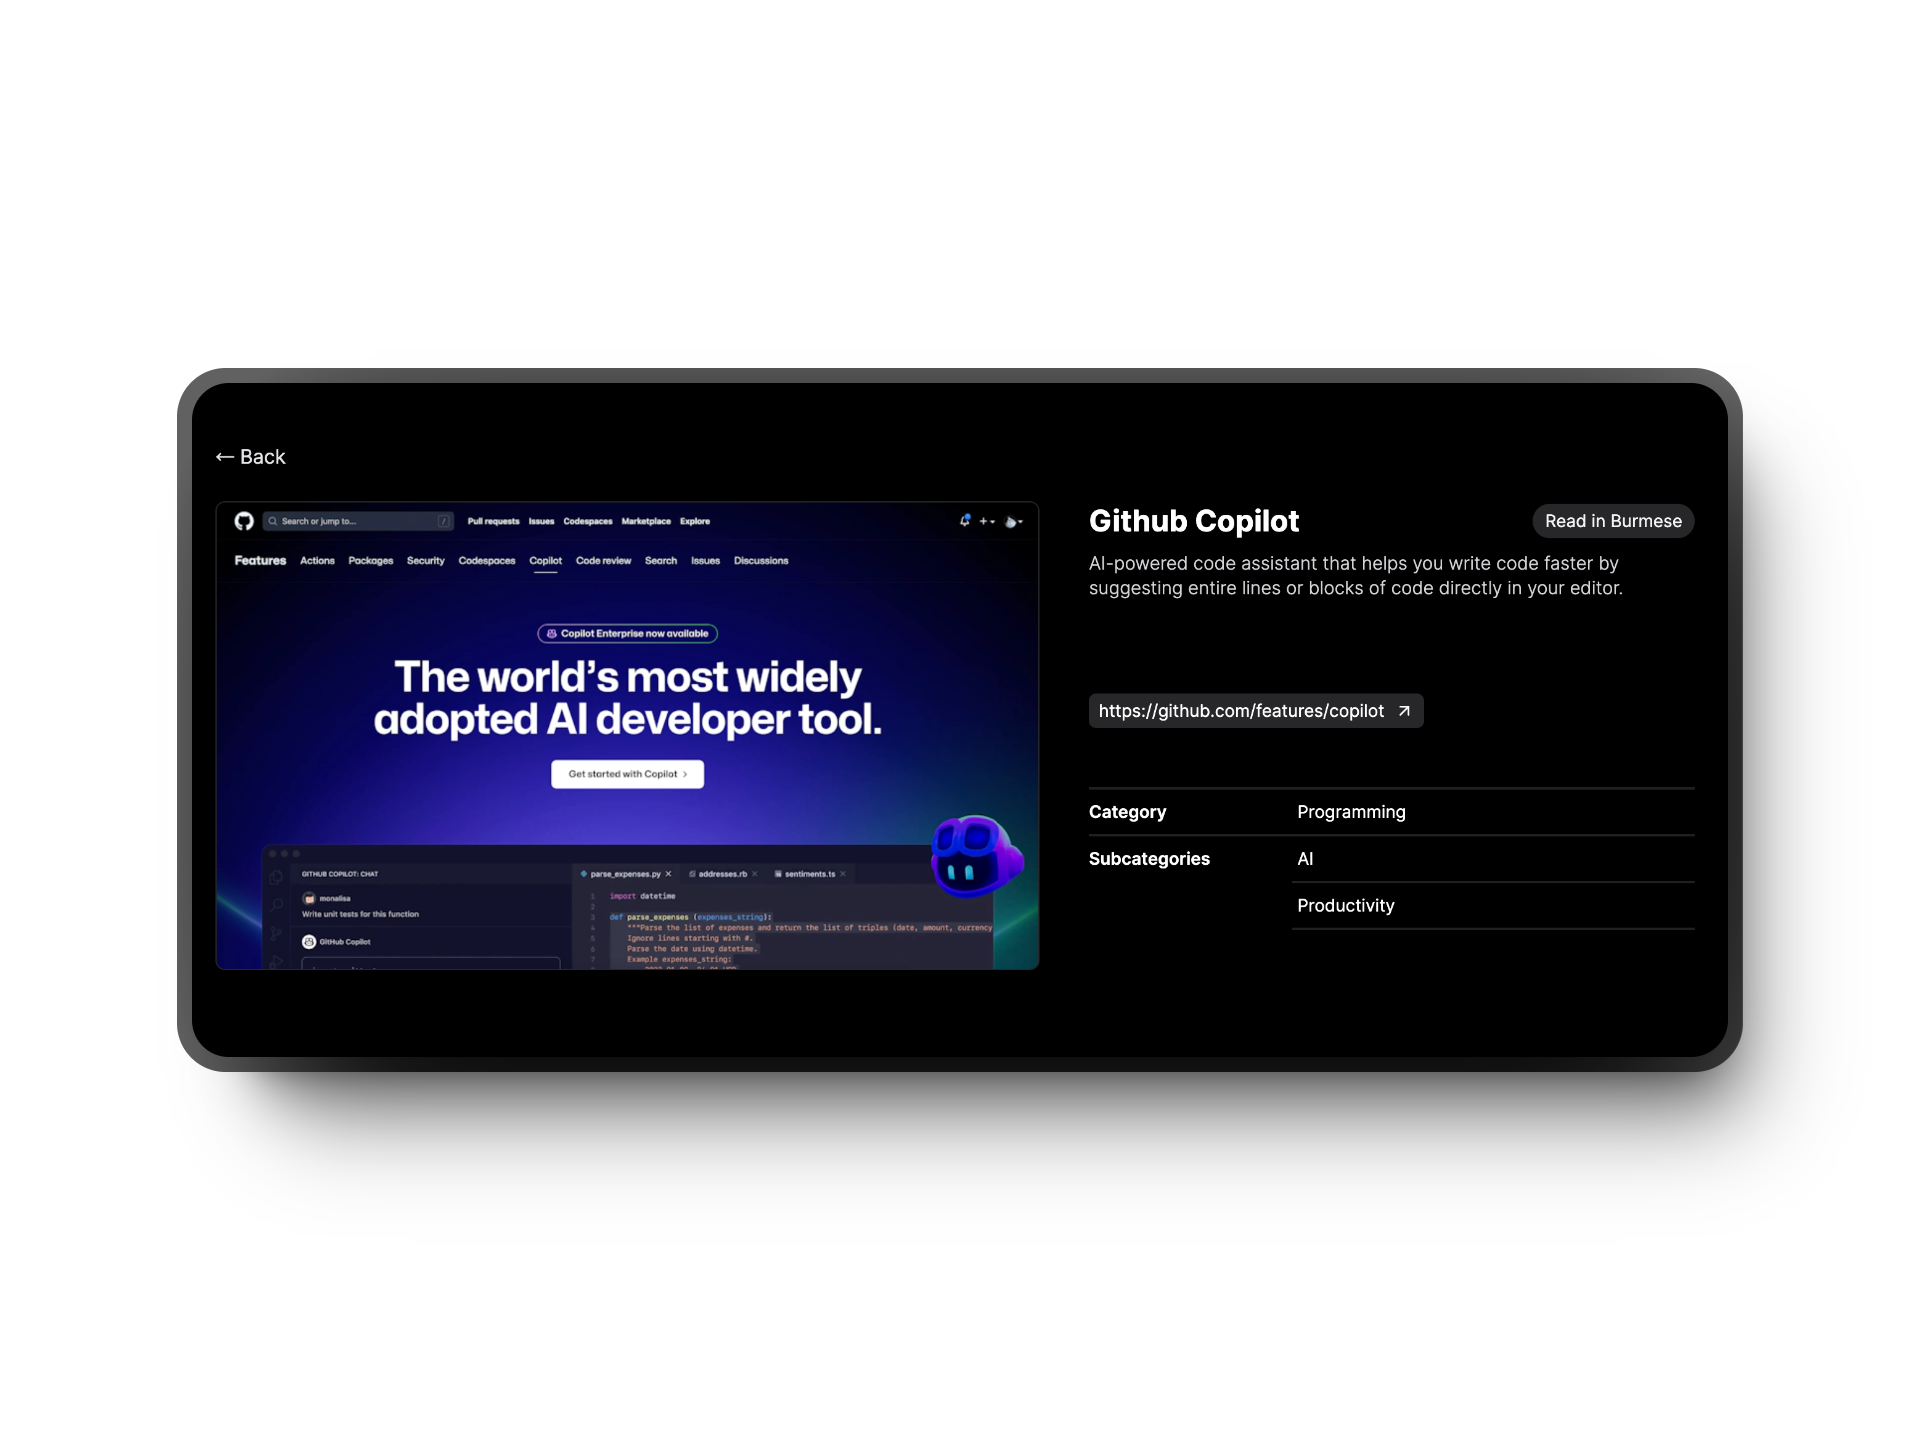 ← Back
Search or jump to... /
Pull requests Issues Codespaces Marketplace Explore
Features Actions Packages Security Codespaces Copilot Code review Search Issues Discussions
Copilot Enterprise now available
The world's most widely
adopted AI developer tool.
Get started with Copilot >
GITHUB COPILOT: CHAT
monalisa
Write unit tests for this function
GitHub Copilot
parse_expenses.py × addresses.rb × sentiments.ts ×
1 import datetime
2
3 def parse_expenses (expenses_string):
4 """Parse the list of expenses and return the list of triples (date, amount, currency
5 Ignore lines starting with #.
6 Parse the date using datetime.
7 Example expenses_string:
Github Copilot
Read in Burmese
AI-powered code assistant that helps you write code faster by
suggesting entire lines or blocks of code directly in your editor.
https://github.com/features/copilot ↗
Category Programming
Subcategories AI
Productivity